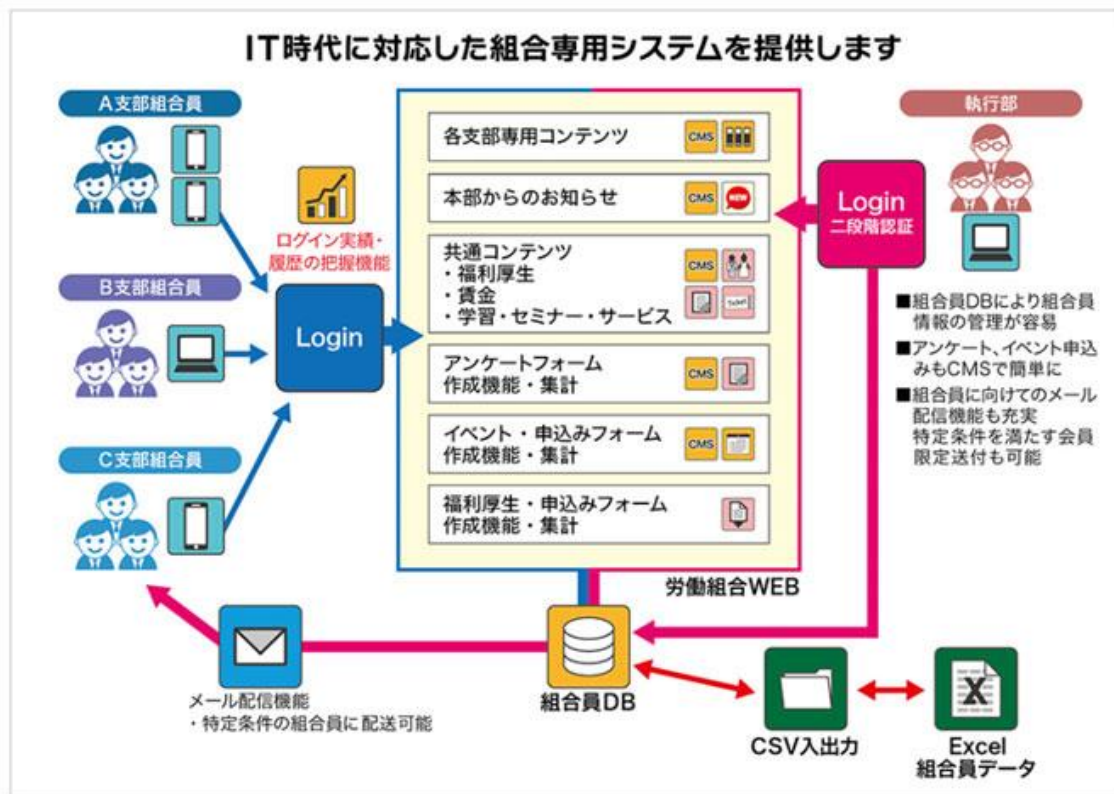 IT時代に対応した組合専用システムを提供します
A支部組合員
B支部組合員
C支部組合員
ログイン実績・
履歴の把握機能
Login
各支部専用コンテンツ
CMS
本部からのお知らせ
CMS
NEW
共通コンテンツ
・福利厚生
・賃金
・学習・セミナー・サービス
CMS
Ticket
アンケートフォーム
作成機能・集計
CMS
イベント・申込みフォーム
作成機能・集計
CMS
福利厚生・申込みフォーム
作成機能・集計
労働組合WEB
執行部
Login
二段階認証
■組合員DBにより組合員
情報の管理が容易
■アンケート、イベント申込
みもCMSで簡単に
■組合員に向けてのメール
配信機能も充実
特定条件を満たす会員
限定送付も可能
メール配信機能
・特定条件の組合員に配送可能
組合員DB
CSV入出力
X
Excel
組合員データ